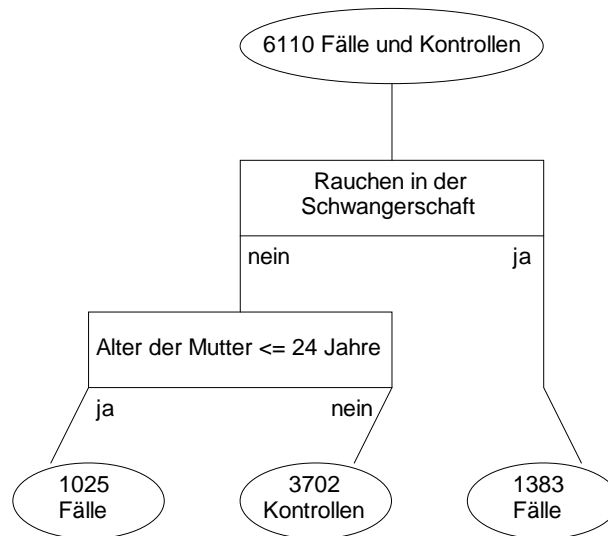 6110 Fälle und Kontrollen
Rauchen in der
Schwangerschaft
nein
ja
Alter der Mutter <= 24 Jahre
ja
nein
1025
Fälle
3702
Kontrollen
1383
Fälle